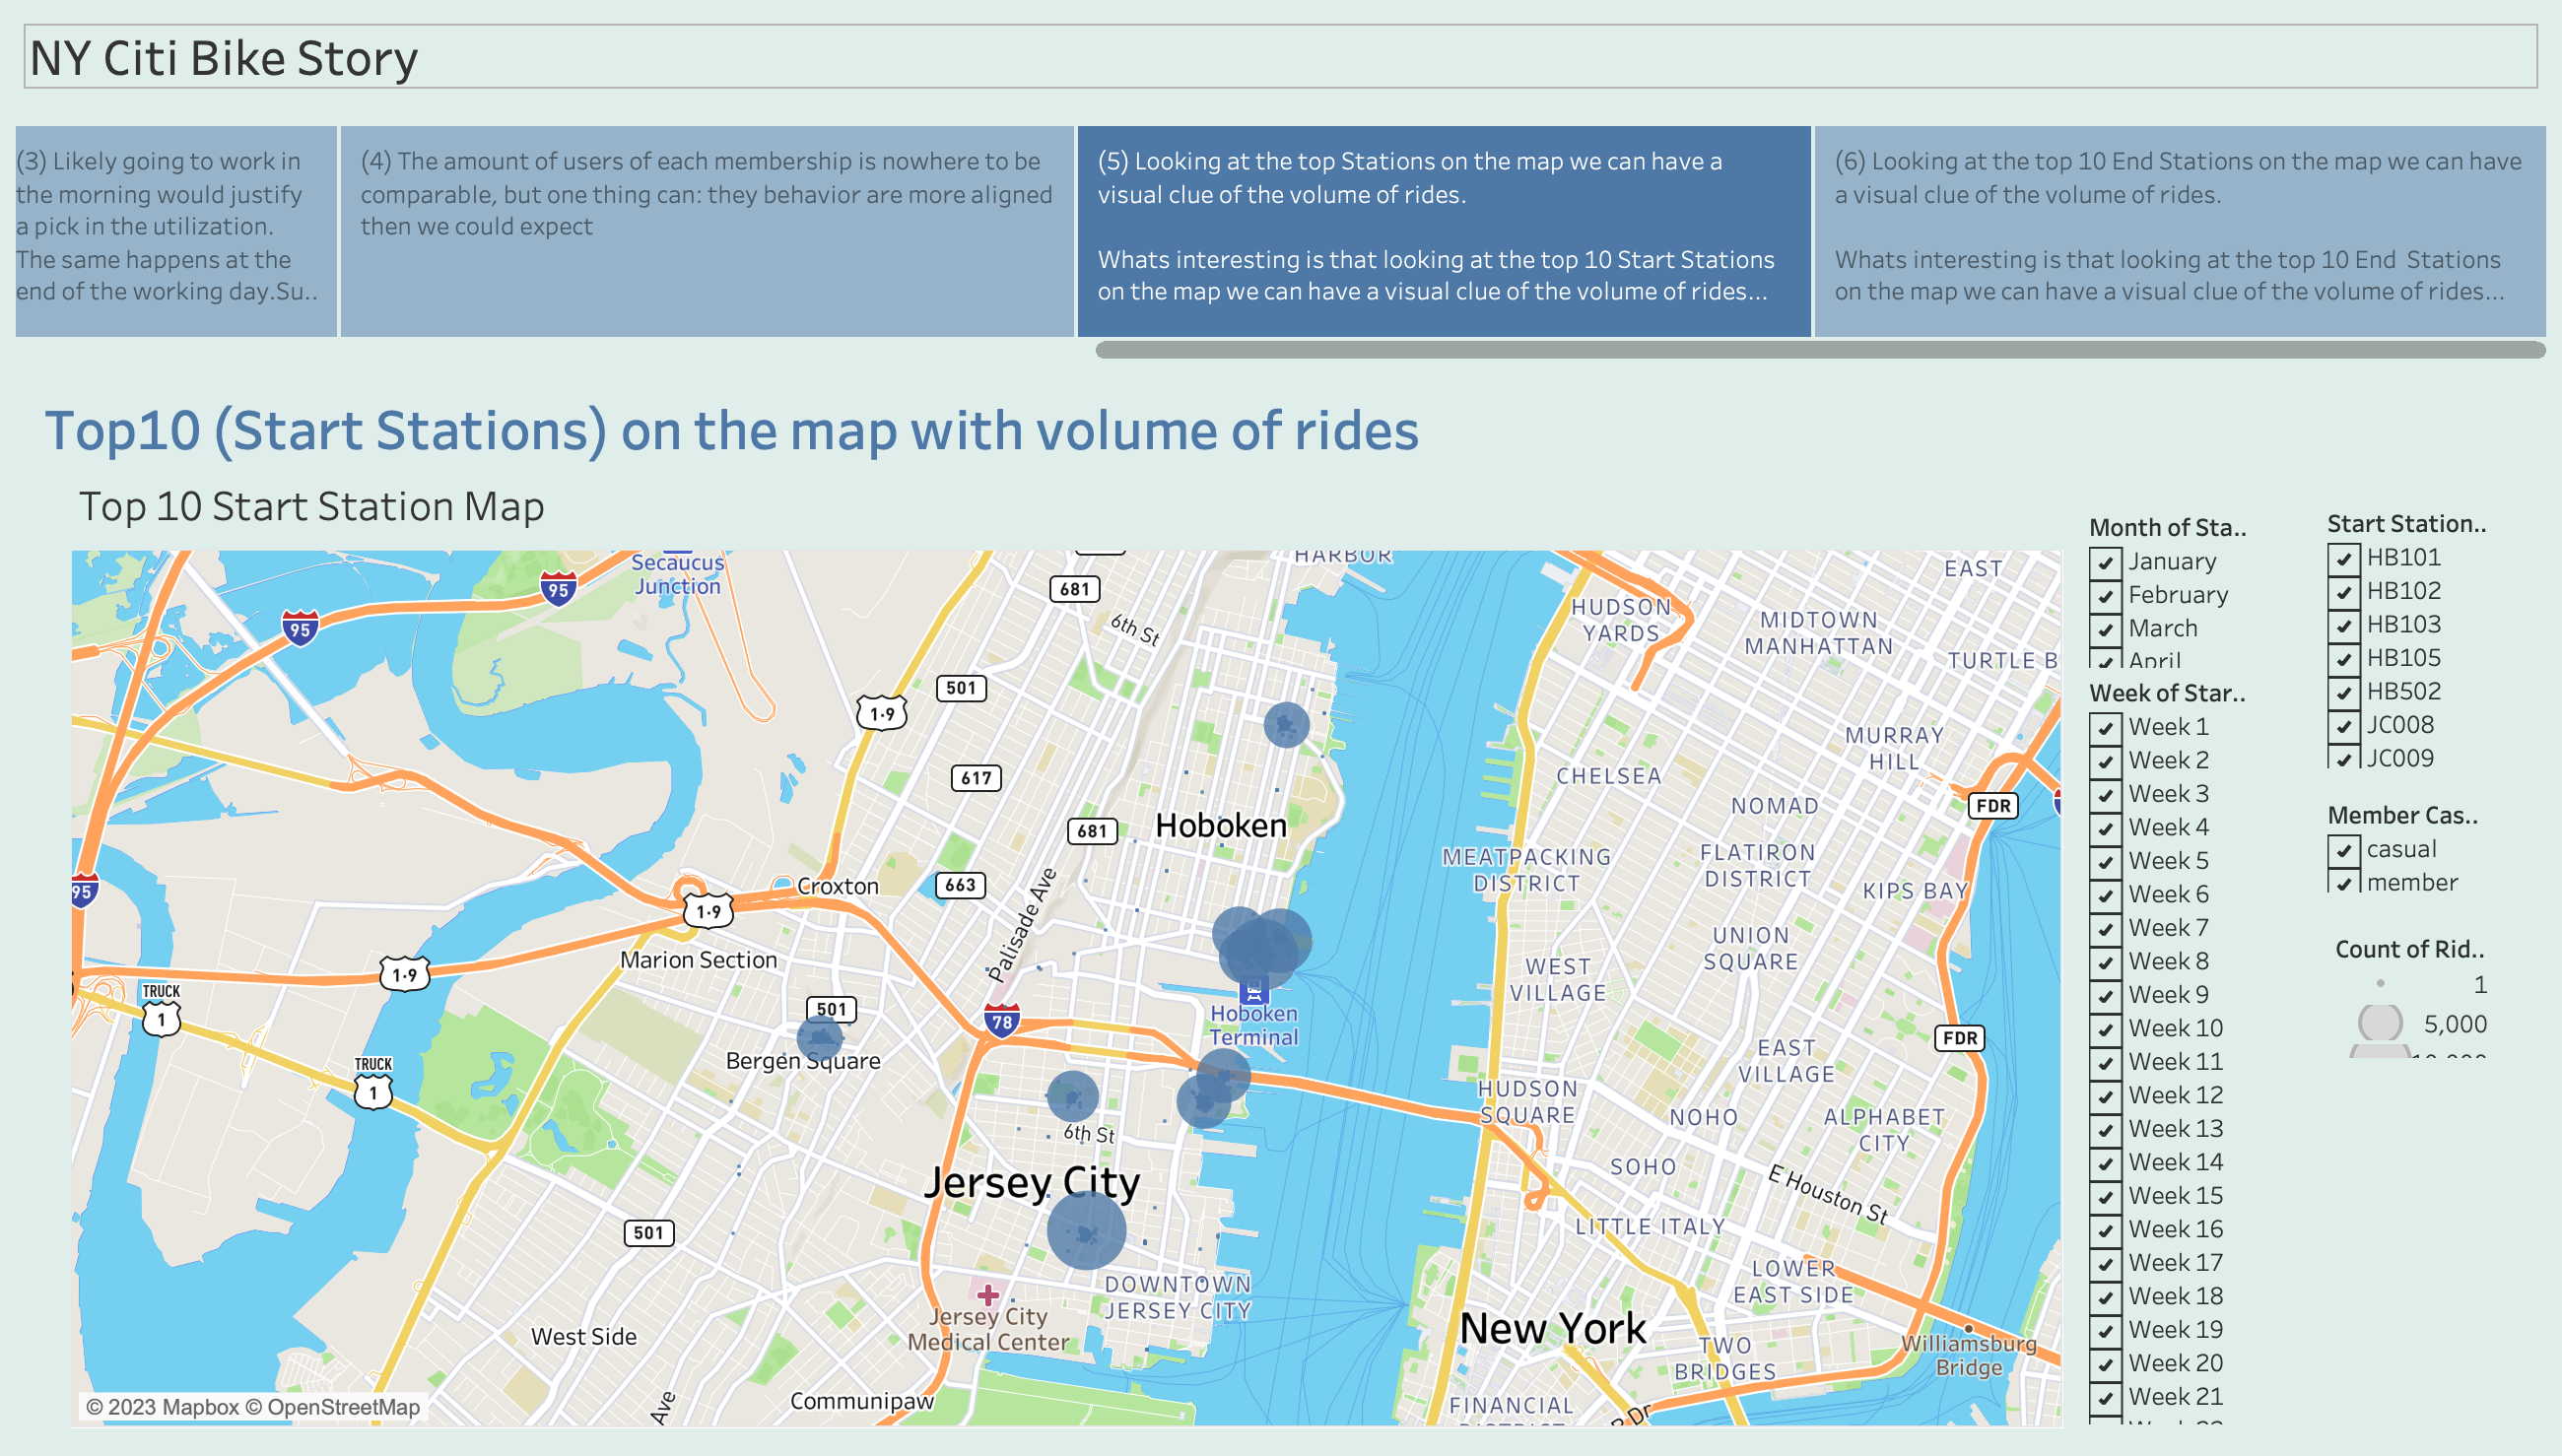 NY Citi Bike Story
(3) Likely going to work in
the morning would justify
a pick in the utilization.
The same happens at the
end of the working day.Su..
(4) The amount of users of each membership is nowhere to be
comparable, but one thing can: they behavior are more aligned
then we could expect
(5) Looking at the top Stations on the map we can have a
visual clue of the volume of rides.
Whats interesting is that looking at the top 10 Start Stations
on the map we can have a visual clue of the volume of rides...
(6) Looking at the top 10 End Stations on the map we can have
a visual clue of the volume of rides.
Whats interesting is that looking at the top 10 End  Stations
on the map we can have a visual clue of the volume of rides...
Top10 (Start Stations) on the map with volume of rides
Top 10 Start Station Map
Secaucus
Junction
HARBOR
95
95
95
681
6th St
501
1·9
617
681
Hoboken
663
Croxton
1·9
Palisade Ave
Marion Section
1·9
TRUCK
1
TRUCK
1
501
Bergen Square
78
Hoboken
Terminal
6th St
Jersey City
501
DOWNTOWN
JERSEY CITY
Jersey City
Medical Center
West Side
Communipaw
Ave
HUDSON
YARDS
MIDTOWN
MANHATTAN
EAST
TURTLE B
MURRAY
HILL
CHELSEA
NOMAD
FDR
MEATPACKING
DISTRICT
FLATIRON
DISTRICT
KIPS BAY
UNION
SQUARE
WEST
VILLAGE
FDR
EAST
VILLAGE
HUDSON
SQUARE
NOHO
ALPHABET
CITY
SOHO
E Houston St
LITTLE ITALY
LOWER
EAST SIDE
New York
TWO
BRIDGES
Williamsburg
Bridge
FINANCIAL
DISTRICT
R Dr
© 2023 Mapbox © OpenStreetMap
Month of Sta..
January
February
March
April
Week of Star..
Week 1
Week 2
Week 3
Week 4
Week 5
Week 6
Week 7
Week 8
Week 9
Week 10
Week 11
Week 12
Week 13
Week 14
Week 15
Week 16
Week 17
Week 18
Week 19
Week 20
Week 21
Start Station..
HB101
HB102
HB103
HB105
HB502
JC008
JC009
Member Cas..
casual
member
Count of Rid..
1
5,000
10,000